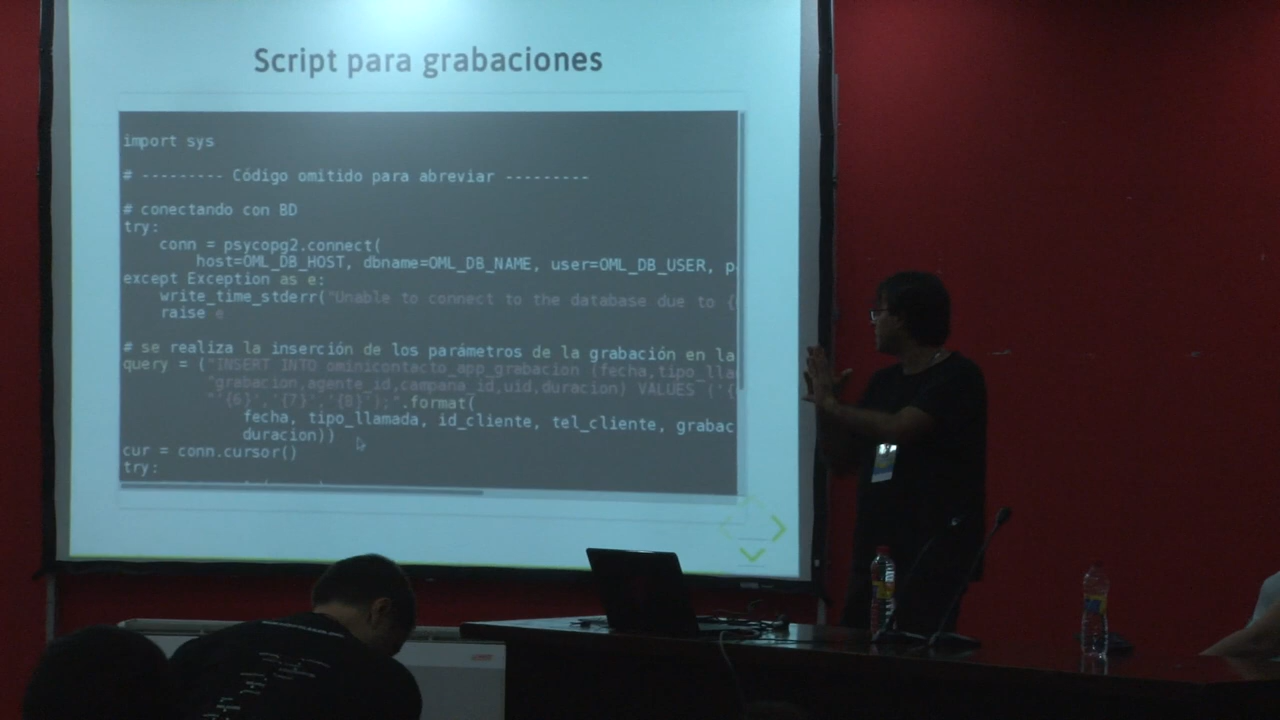 Script para grabaciones
import sys
# --------- Código omitido para abreviar ---------
# conectando con BD
try:
conn = psycopg2.connect(
host=OML_DB_HOST, dbname=OML_DB_NAME, user=OML_DB_USER, p
except Exception as e:
write_time_stderr("Unable to connect to the database due to {
raise e
# se realiza la inserción de los parámetros de la grabación en la
query = ("INSERT INTO ominicontacto_app_grabacion (fecha,tipo_lla
"grabacion,agente_id,campana_id,uid,duracion) VALUES ('{
"'{6}','{7}','{8}');".format(
fecha, tipo_llamada, id_cliente, tel_cliente, grabac
duracion))
cur = conn.cursor()
try: